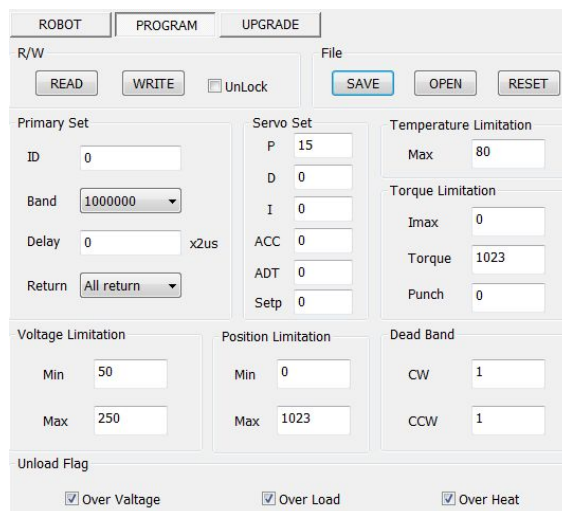 ROBOT PROGRAM UPGRADE
R/W File
READ WRITE UnLock SAVE OPEN RESET
Primary Set Servo Set Temperature Limitation
ID 0 P 15 Max 80
D 0
Band 1000000 I 0 Torque Limitation
Imax 0
Delay 0 x2us ACC 0
Torque 1023
ADT 0
Return All return Punch 0
Setp 0
Voltage Limitation Position Limitation Dead Band
Min 50 Min 0 CW 1
Max 250 Max 1023 CCW 1
Unload Flag
Over Valtage Over Load Over Heat